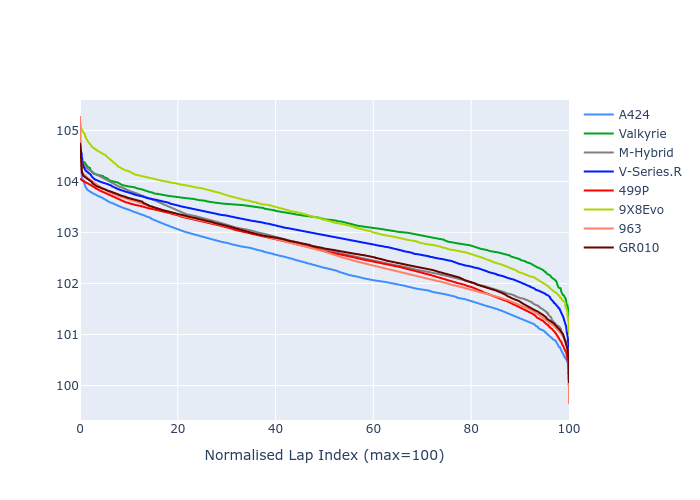 105
104
103
102
101
100
0
20
40
60
80
100
Normalised Lap Index (max=100)
A424
Valkyrie
M-Hybrid
V-Series.R
499P
9X8Evo
963
GR010